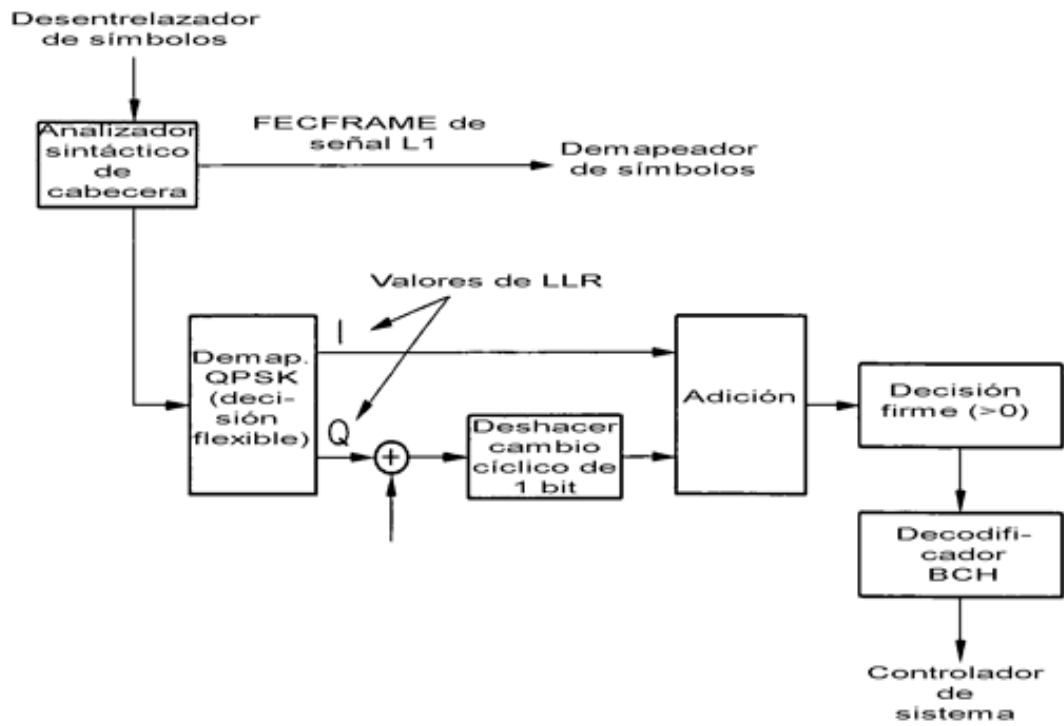 Desentrelazador
de símbolos
Analizador
sintáctico
de
cabecera
FECFRAME de
señal L1
Demapeador
de símbolos
Valores de LLR
I
Demap.
QPSK
(deci-
sión
flexible)
Q
+
Deshacer
cambio
cíclico de
1 bit
Adición
Decisión
firme (>0)
Decodifi-
cador
BCH
Controlador
de
sistema